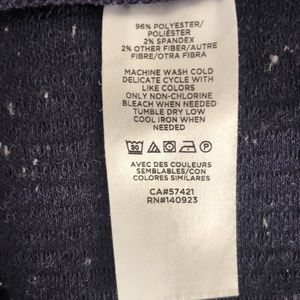 96% POLYESTER/
POLIÉSTER
2% SPANDEX
2% OTHER FIBER/AUTRE
FIBRE/OTRA FIBRA
MACHINE WASH COLD
DELICATE CYCLE WITH
LIKE COLORS
ONLY NON-CHLORINE
BLEACH WHEN NEEDED
TUMBLE DRY LOW
COOL IRON WHEN
NEEDED
30
AVEC DES COULEURS
SEMBLABLES/CON
COLORES SIMILARES
CA#57421
RN#140923